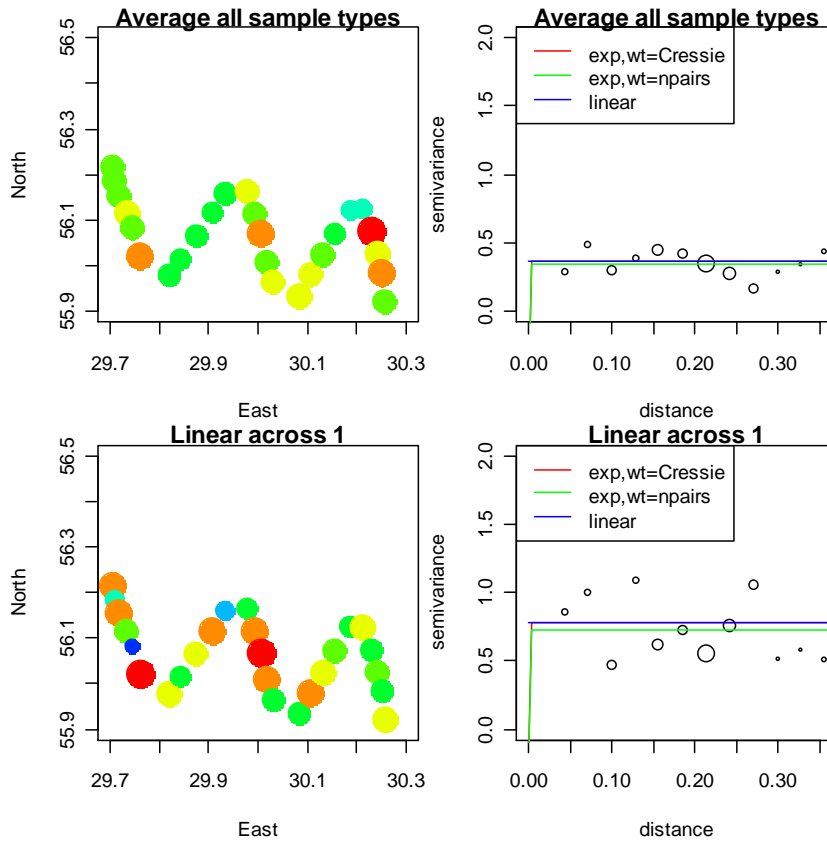 Average all sample types
North
56.5
56.3
56.1
55.9
29.7
29.9
30.1
30.3
East
Average all sample types
exp,wt=Cressie
exp,wt=npairs
linear
semivariance
2.0
1.5
1.0
0.5
0.0
0.00
0.10
0.20
0.30
distance
Linear across 1
North
56.5
56.3
56.1
55.9
29.7
29.9
30.1
30.3
East
Linear across 1
exp,wt=Cressie
exp,wt=npairs
linear
semivariance
2.0
1.5
1.0
0.5
0.0
0.00
0.10
0.20
0.30
distance